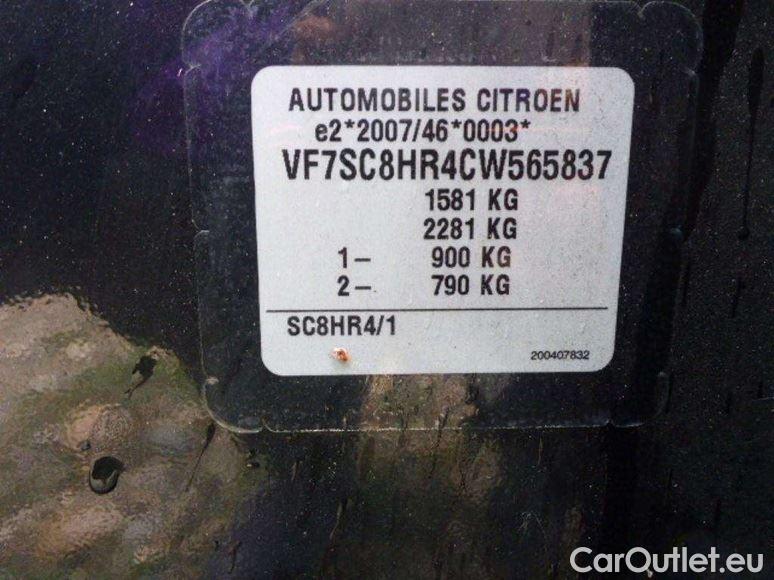 AUTOMOBILES CITROEN
e2*2007/46*0003*
VF7SC8HR4CW565837
1581 KG
2281 KG
1– 900 KG
2– 790 KG
SC8HR4/1
200407832
CarOutlet.eu